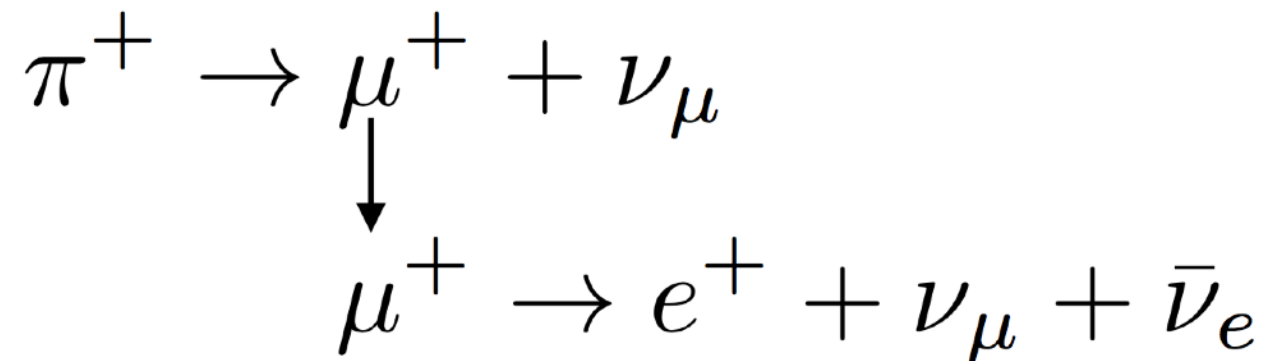 π⁺ → μ⁺ + ν_μ
μ⁺ → e⁺ + ν_μ + ν̄_e